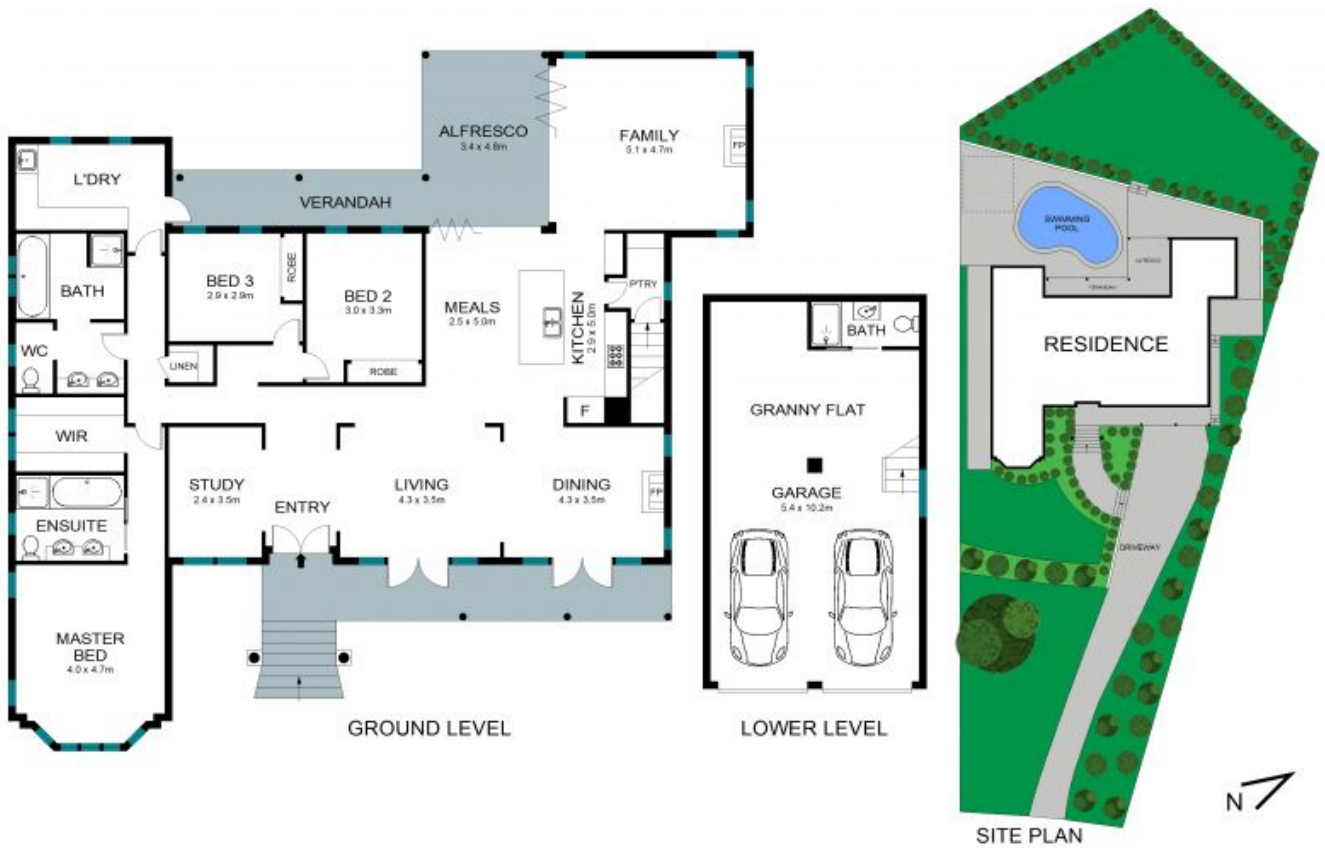 ALFRESCO
3.4 x 4.8m
FAMILY
5.1 x 4.7m
FP
L'DRY
VERANDAH
BATH
BED 3
2.9 x 2.9m
ROBE
BED 2
3.0 x 3.3m
ROBE
MEALS
2.5 x 5.0m
KITCHEN
2.9 x 5.0m
PTRY
F
WC
LINEN
WIR
STUDY
2.4 x 3.5m
ENTRY
LIVING
4.3 x 3.5m
DINING
4.3 x 3.5m
FP
ENSUITE
MASTER
BED
4.0 x 4.7m
GROUND LEVEL
BATH
GRANNY FLAT
GARAGE
5.4 x 10.2m
LOWER LEVEL
SWIMMING
POOL
ALFRESCO
VERANDAH
RESIDENCE
DRIVEWAY
N
SITE PLAN